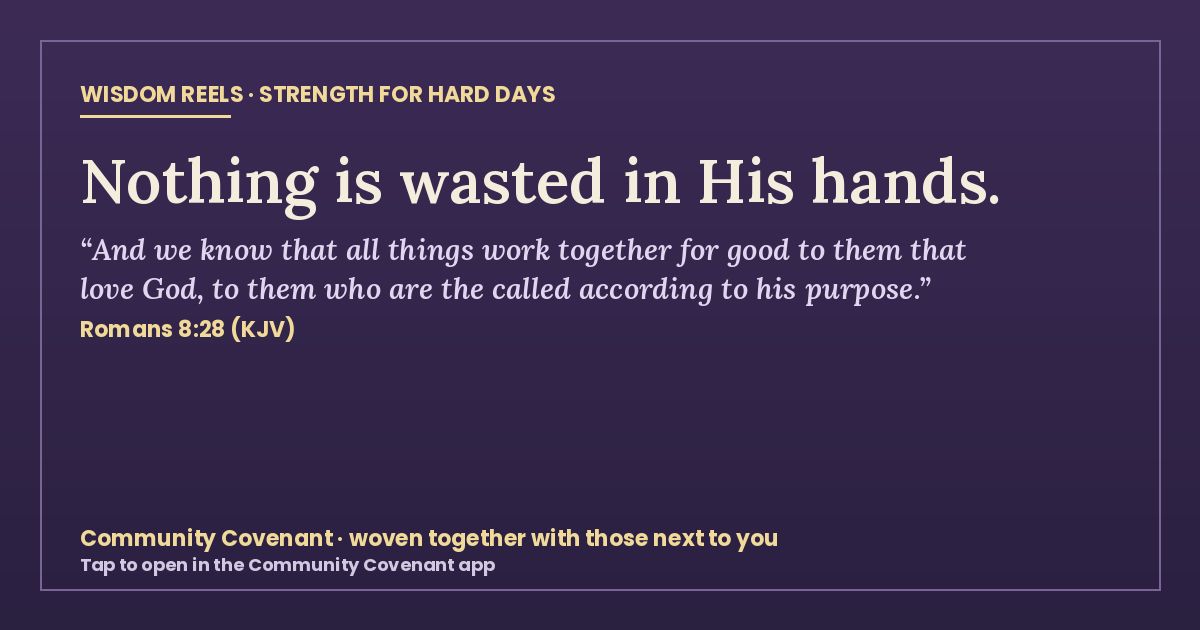 WISDOM REELS · STRENGTH FOR HARD DAYS
Nothing is wasted in His hands.
“And we know that all things work together for good to them that
love God, to them who are the called according to his purpose.”
Romans 8:28 (KJV)
Community Covenant · woven together with those next to you
Tap to open in the Community Covenant app